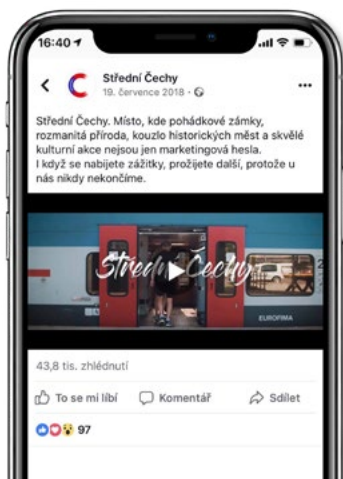 16:40
Střední Čechy
19. července 2018
Střední Čechy. Místo, kde pohádkové zámky,
rozmanitá příroda, kouzlo historických měst a skvělé
kulturní akce nejsou jen marketingová hesla.
I když se nabijete zážitky, prožijete další, protože u
nás nikdy nekončíme.
Střední Čechy
EUROFIMA
43,8 tis. zhlédnutí
To se mi líbí Komentář Sdílet
97